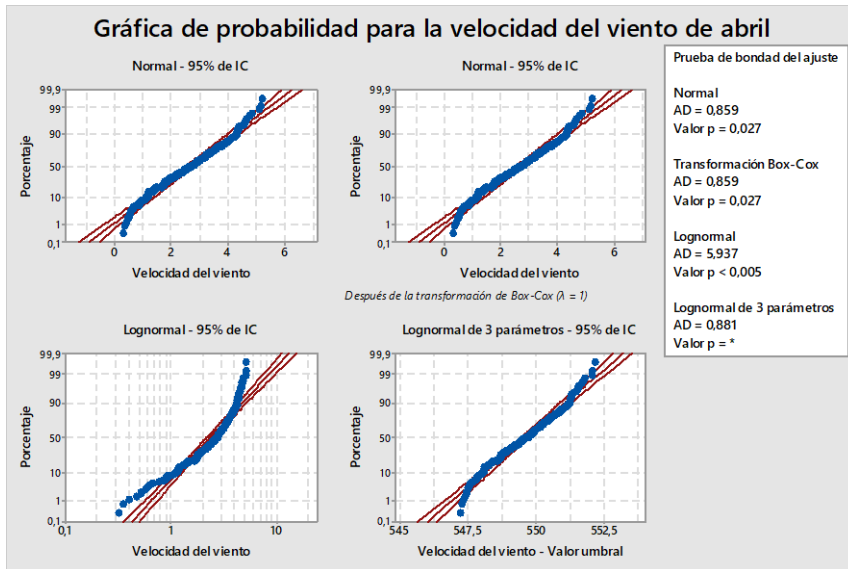 Gráfica de probabilidad para la velocidad del viento de abril
Normal - 95% de IC
99,9
99
90
50
10
1
0,1
Porcentaje
0
2
4
6
Velocidad del viento
Normal - 95% de IC
99,9
99
90
50
10
1
0,1
Porcentaje
0
2
4
6
Velocidad del viento
Después de la transformación de Box-Cox (λ = 1)
Lognormal - 95% de IC
99,9
99
90
50
10
1
0,1
Porcentaje
0,1
1
10
Velocidad del viento
Lognormal de 3 parámetros - 95% de IC
99,9
99
90
50
10
1
0,1
Porcentaje
545
547,5
550
552,5
Velocidad del viento - Valor umbral
Prueba de bondad del ajuste
Normal
AD = 0,859
Valor p = 0,027
Transformación Box-Cox
AD = 0,859
Valor p = 0,027
Lognormal
AD = 5,937
Valor p < 0,005
Lognormal de 3 parámetros
AD = 0,881
Valor p = *